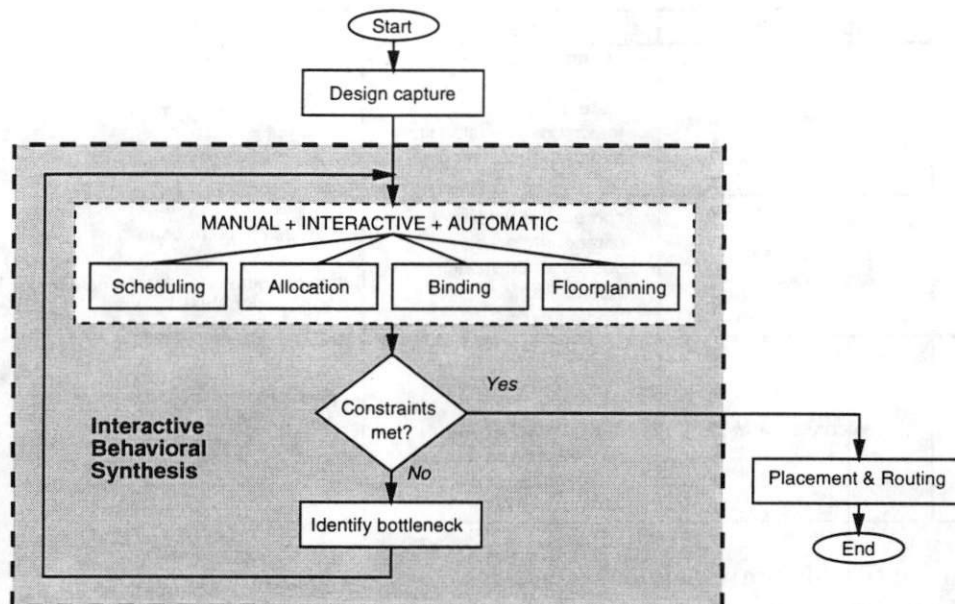 Start
Design capture
MANUAL + INTERACTIVE + AUTOMATIC
Scheduling
Allocation
Binding
Floorplanning
Constraints
met?
Yes
No
Interactive
Behavioral
Synthesis
Identify bottleneck
Placement & Routing
End